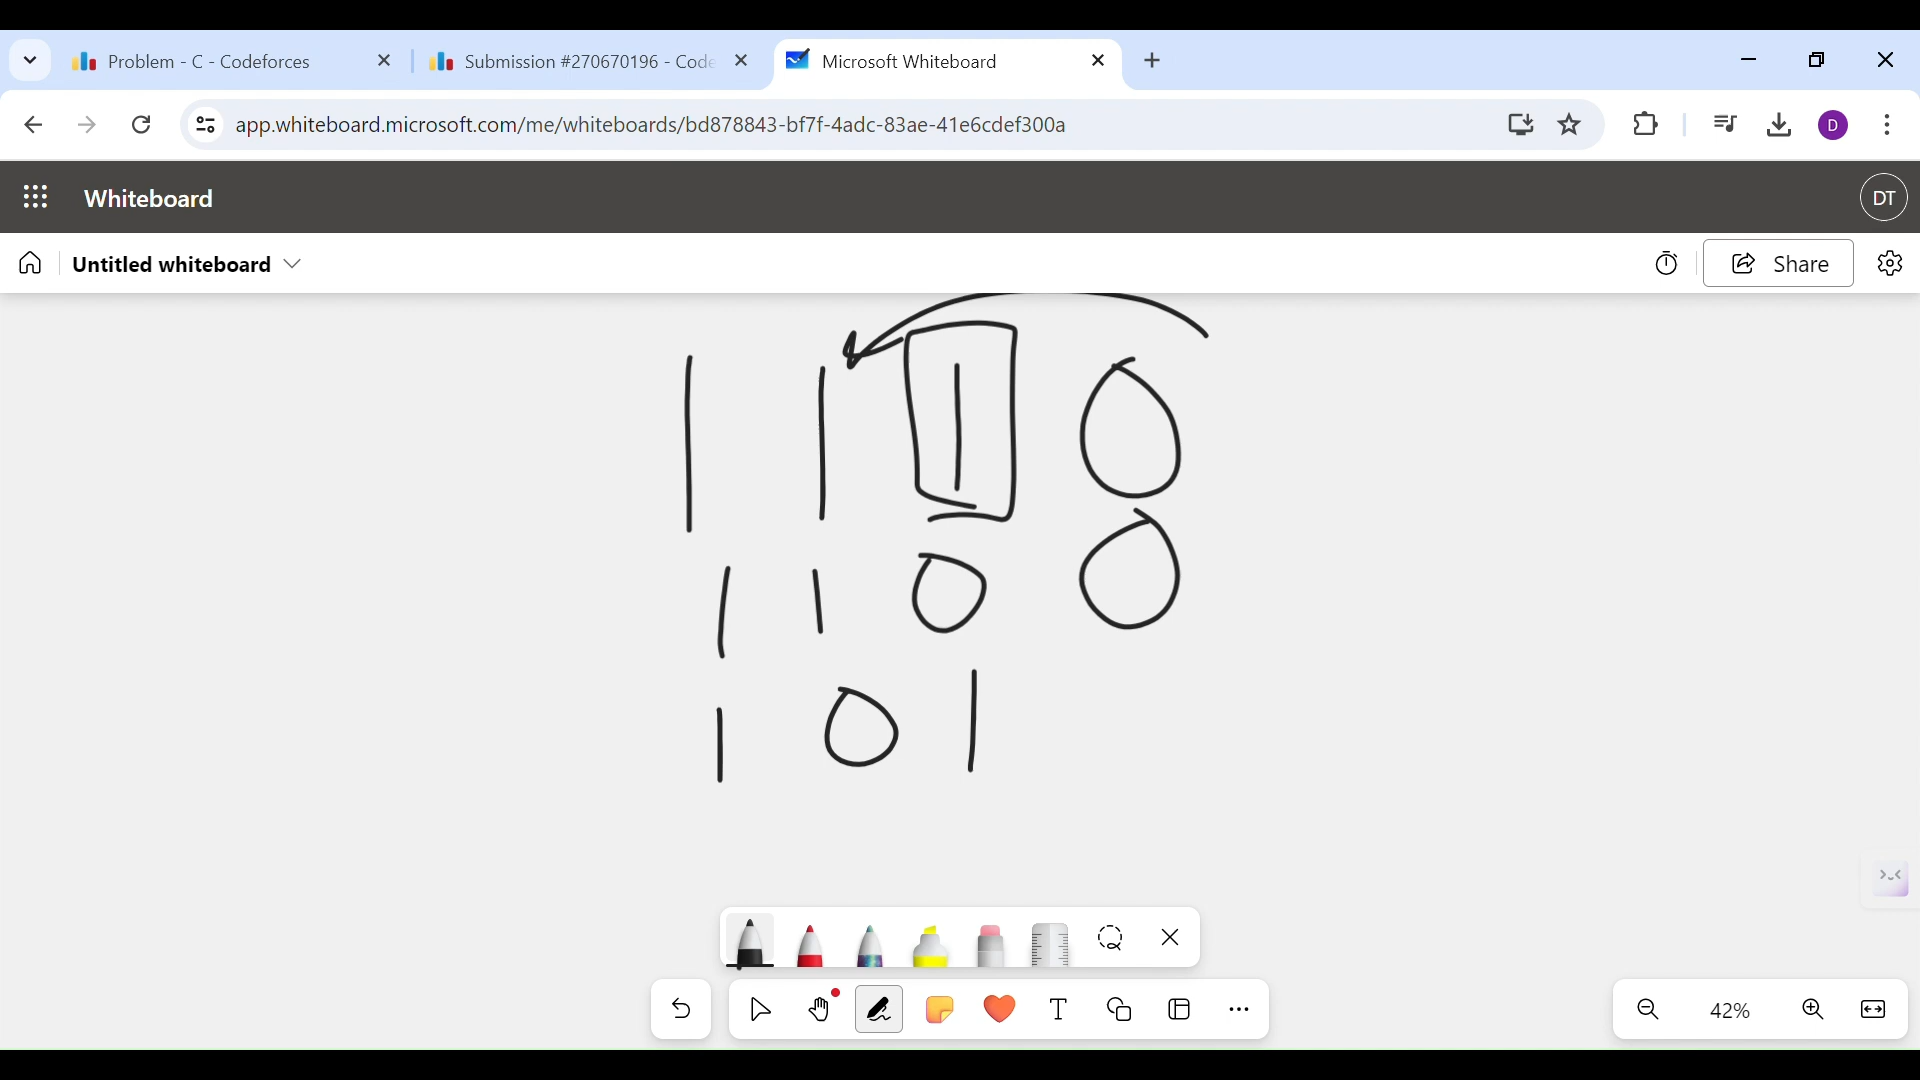 Problem - C - Codeforces
Submission #270670196 - Code
Microsoft Whiteboard
app.whiteboard.microsoft.com/me/whiteboards/bd878843-bf7f-4adc-83ae-41e6cdef300a
D
Whiteboard
DT
Untitled whiteboard
Share
1 1 1 0
1 1 0 0
1 0 1
42%